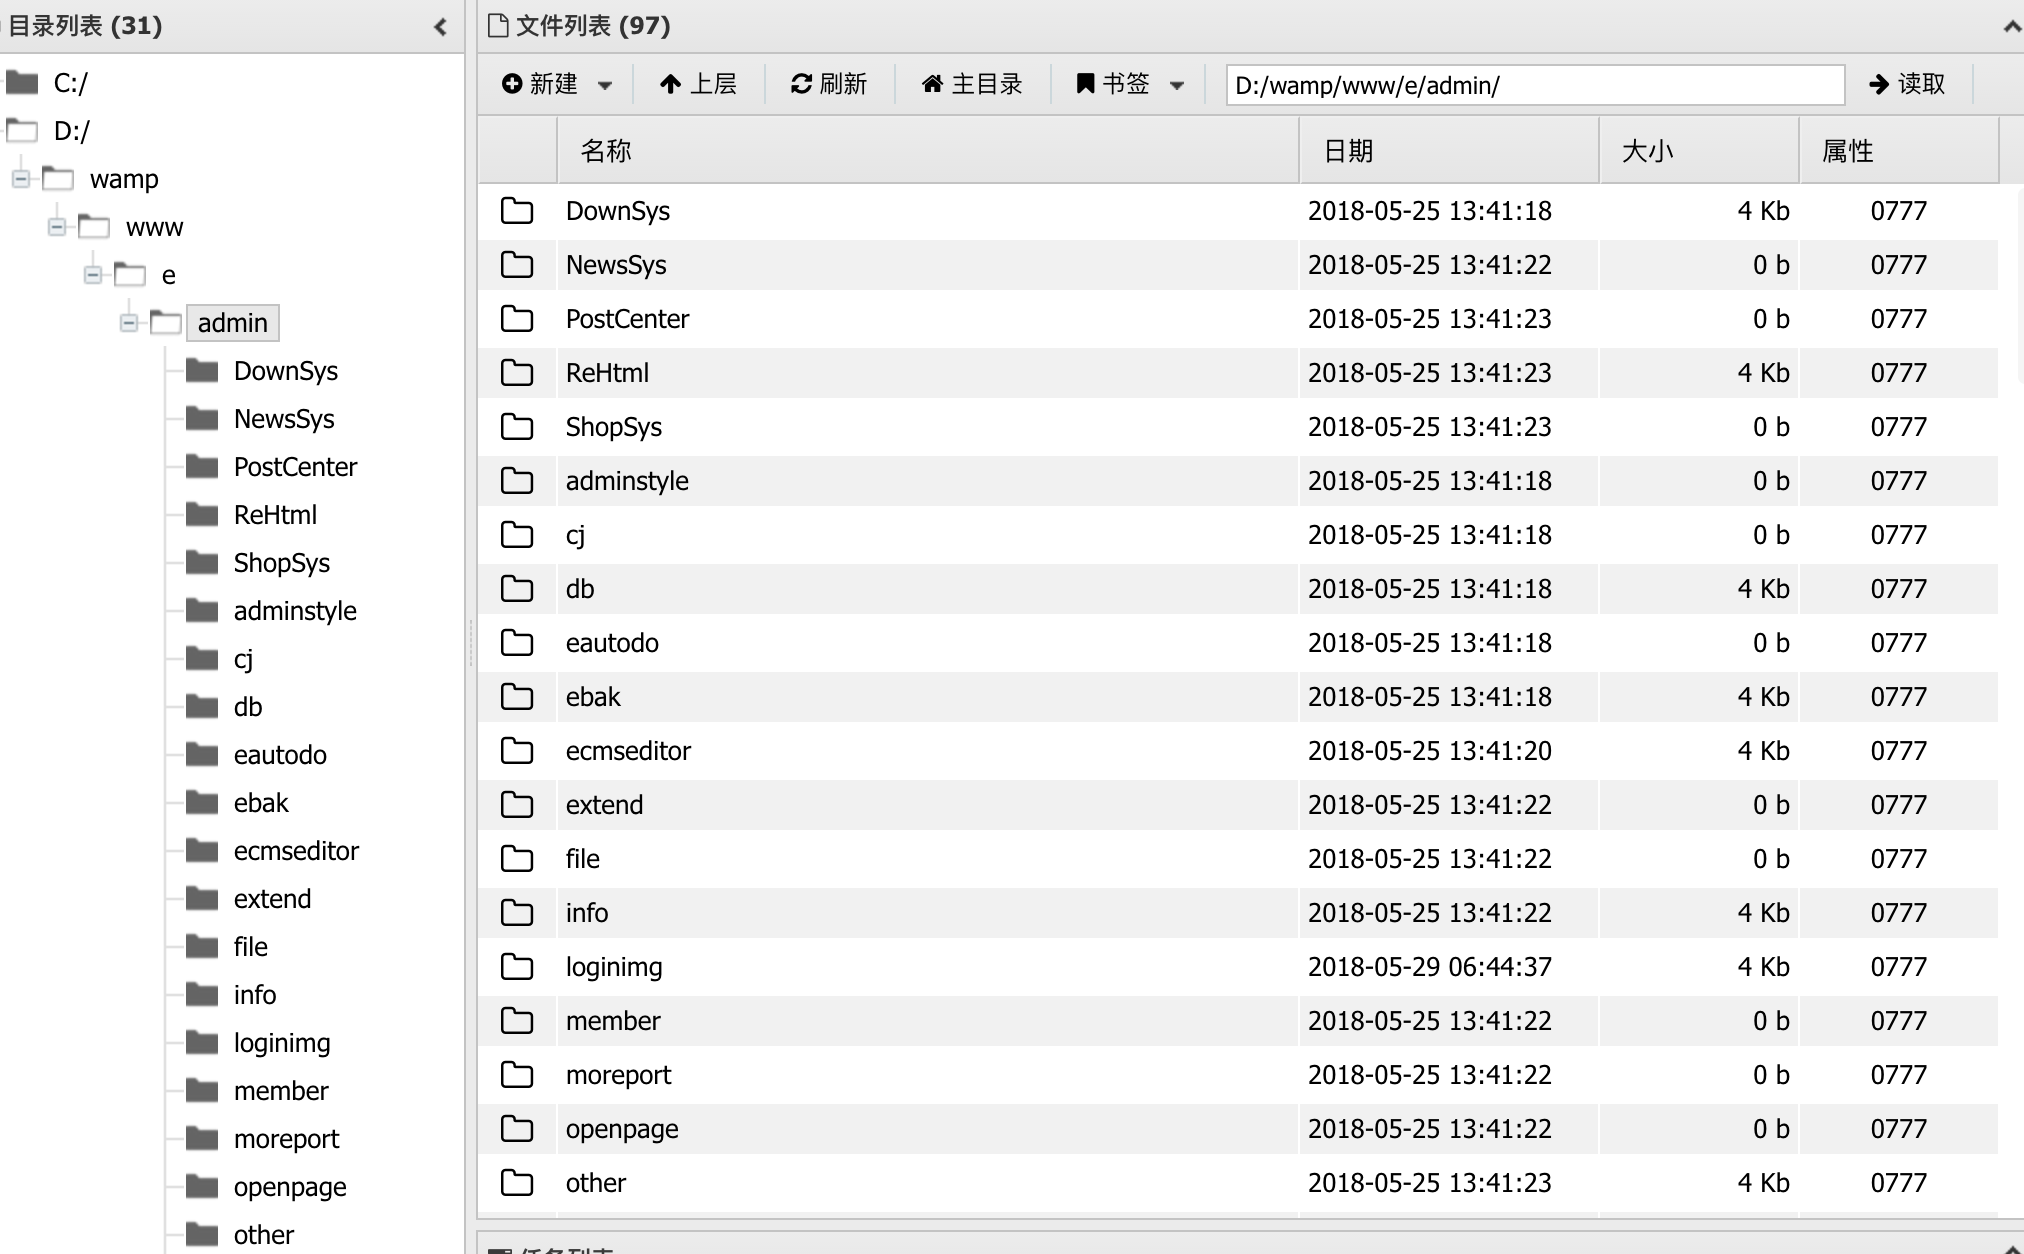 目录列表 (31)
C:/
D:/
wamp
www
e
admin
DownSys
NewsSys
PostCenter
ReHtml
ShopSys
adminstyle
cj
db
eautodo
ebak
ecmseditor
extend
file
info
loginimg
member
moreport
openpage
other
文件列表 (97)
新建 上层 刷新 主目录 书签 D:/wamp/www/e/admin/ 读取
名称 日期 大小 属性
DownSys 2018-05-25 13:41:18 4 Kb 0777
NewsSys 2018-05-25 13:41:22 0 b 0777
PostCenter 2018-05-25 13:41:23 0 b 0777
ReHtml 2018-05-25 13:41:23 4 Kb 0777
ShopSys 2018-05-25 13:41:23 0 b 0777
adminstyle 2018-05-25 13:41:18 0 b 0777
cj 2018-05-25 13:41:18 0 b 0777
db 2018-05-25 13:41:18 4 Kb 0777
eautodo 2018-05-25 13:41:18 0 b 0777
ebak 2018-05-25 13:41:18 4 Kb 0777
ecmseditor 2018-05-25 13:41:20 4 Kb 0777
extend 2018-05-25 13:41:22 0 b 0777
file 2018-05-25 13:41:22 0 b 0777
info 2018-05-25 13:41:22 4 Kb 0777
loginimg 2018-05-29 06:44:37 4 Kb 0777
member 2018-05-25 13:41:22 0 b 0777
moreport 2018-05-25 13:41:22 0 b 0777
openpage 2018-05-25 13:41:22 0 b 0777
other 2018-05-25 13:41:23 4 Kb 0777
任务列表